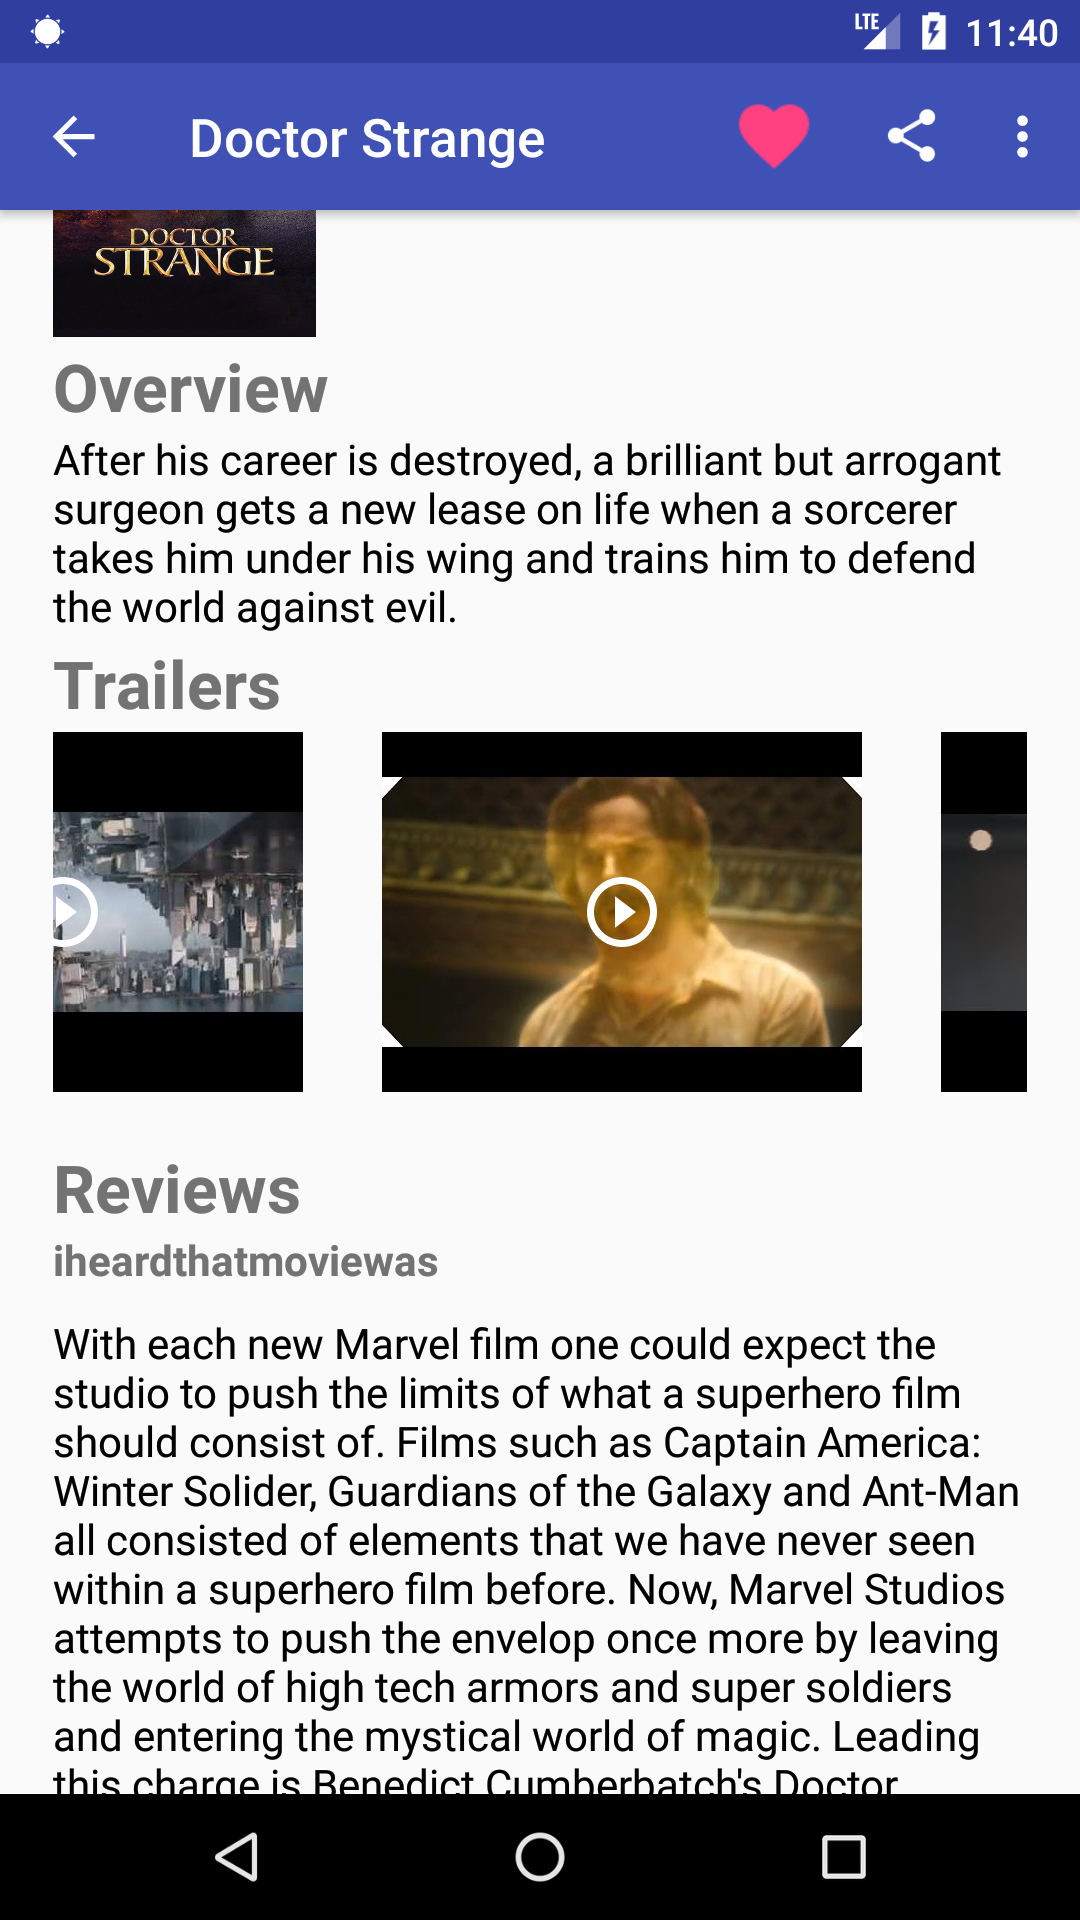 LTE 11:40
Doctor Strange
DOCTOR
STRANGE
Overview
After his career is destroyed, a brilliant but arrogant
surgeon gets a new lease on life when a sorcerer
takes him under his wing and trains him to defend
the world against evil.
Trailers
Reviews
iheardthatmoviewas
With each new Marvel film one could expect the
studio to push the limits of what a superhero film
should consist of. Films such as Captain America:
Winter Solider, Guardians of the Galaxy and Ant-Man
all consisted of elements that we have never seen
within a superhero film before. Now, Marvel Studios
attempts to push the envelop once more by leaving
the world of high tech armors and super soldiers
and entering the mystical world of magic. Leading
this charge is Benedict Cumberbatch's Doctor